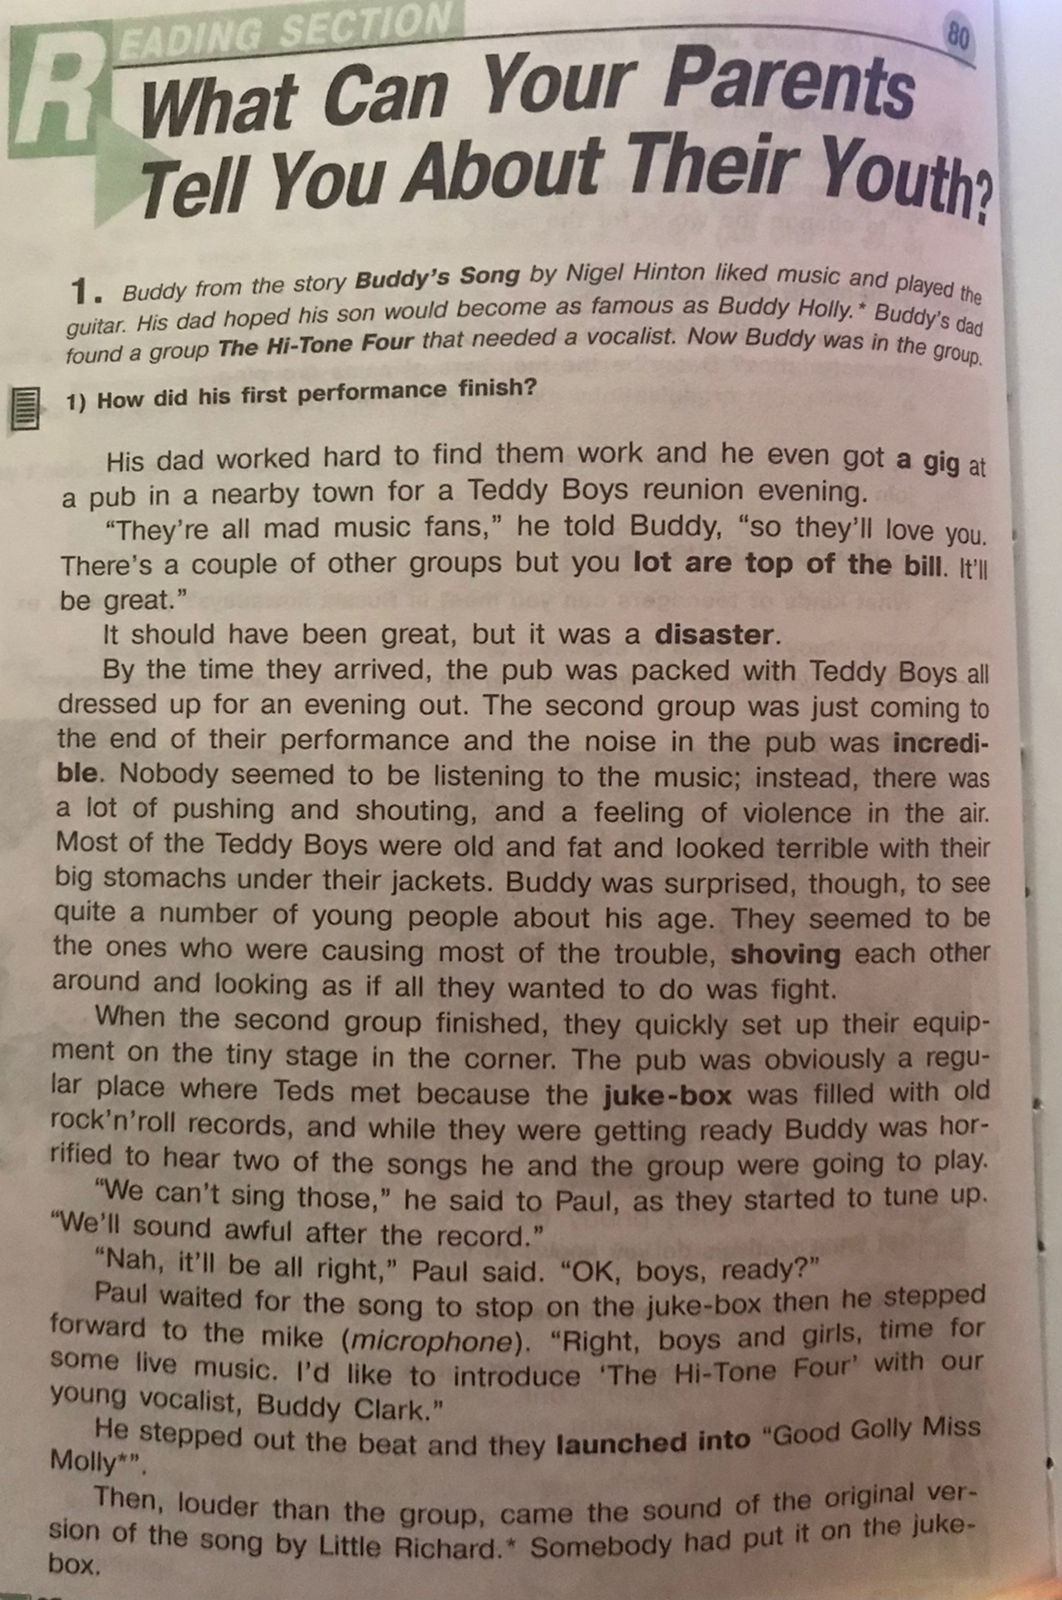 READING SECTION
80
What Can Your Parents
Tell You About Their Youth?
1. Buddy from the story Buddy's Song by Nigel Hinton liked music and played the
guitar. His dad hoped his son would become as famous as Buddy Holly.* Buddy's dad
found a group The Hi-Tone Four that needed a vocalist. Now Buddy was in the group.
1) How did his first performance finish?
His dad worked hard to find them work and he even got a gig at
a pub in a nearby town for a Teddy Boys reunion evening.
“They're all mad music fans,” he told Buddy, “so they'll love you.
There's a couple of other groups but you lot are top of the bill. It'll
be great.”
It should have been great, but it was a disaster.
By the time they arrived, the pub was packed with Teddy Boys all
dressed up for an evening out. The second group was just coming to
the end of their performance and the noise in the pub was incredi-
ble. Nobody seemed to be listening to the music; instead, there was
a lot of pushing and shouting, and a feeling of violence in the air.
Most of the Teddy Boys were old and fat and looked terrible with their
big stomachs under their jackets. Buddy was surprised, though, to see
quite a number of young people about his age. They seemed to be
the ones who were causing most of the trouble, shoving each other
around and looking as if all they wanted to do was fight.
When the second group finished, they quickly set up their equip-
ment on the tiny stage in the corner. The pub was obviously a regu-
lar place where Teds met because the juke-box was filled with old
rock'n'roll records, and while they were getting ready Buddy was hor-
rified to hear two of the songs he and the group were going to play.
“We can't sing those,” he said to Paul, as they started to tune up.
“We'll sound awful after the record.”
“Nah, it'll be all right,” Paul said. “OK, boys, ready?”
Paul waited for the song to stop on the juke-box then he stepped
forward to the mike (microphone). “Right, boys and girls, time for
some live music. I'd like to introduce ‘The Hi-Tone Four’ with our
young vocalist, Buddy Clark.”
He stepped out the beat and they launched into “Good Golly Miss
Molly*”.
Then, louder than the group, came the sound of the original ver-
sion of the song by Little Richard.* Somebody had put it on the juke-
box.